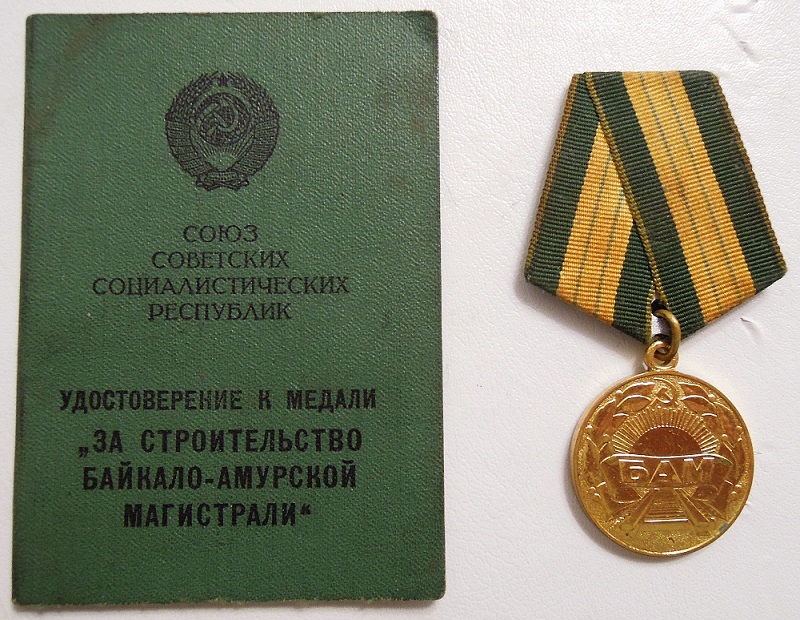 СОЮЗ
СОВЕТСКИХ
СОЦИАЛИСТИЧЕСКИХ
РЕСПУБЛИК
УДОСТОВЕРЕНИЕ К МЕДАЛИ
„ЗА СТРОИТЕЛЬСТВО
БАЙКАЛО-АМУРСКОЙ
МАГИСТРАЛИ“
БАМ